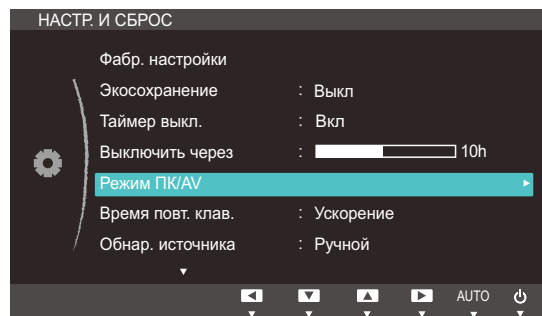 НАСТР. И СБРОС
Фабр. настройки
Экосохранение : Выкл
Таймер выкл. : Вкл
Выключить через : 10h
Режим ПК/AV
Время повт. клав. : Ускорение
Обнар. источника : Ручной
AUTO